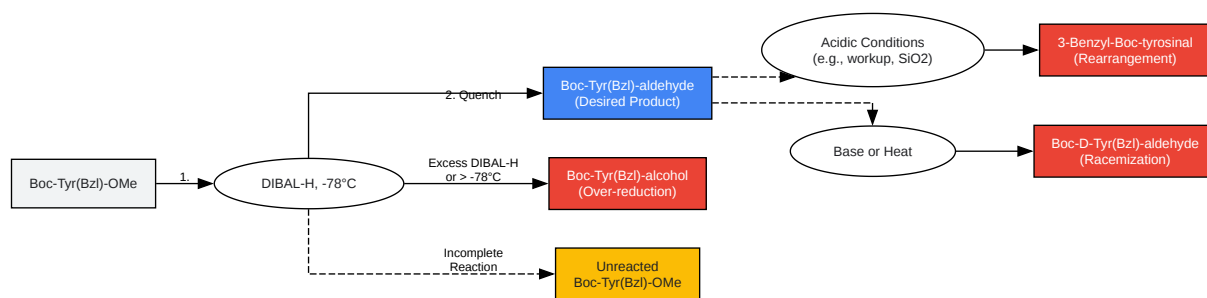 Acidic Conditions
(e.g., workup, SiO2)
3-Benzyl-Boc-tyrosinal
(Rearrangement)
2. Quench
Boc-Tyr(Bzl)-aldehyde
(Desired Product)
Base or Heat
Boc-D-Tyr(Bzl)-aldehyde
(Racemization)
Boc-Tyr(Bzl)-OMe
1.
DIBAL-H, -78°C
Excess DIBAL-H
or > -78°C
Boc-Tyr(Bzl)-alcohol
(Over-reduction)
Incomplete
Reaction
Unreacted
Boc-Tyr(Bzl)-OMe